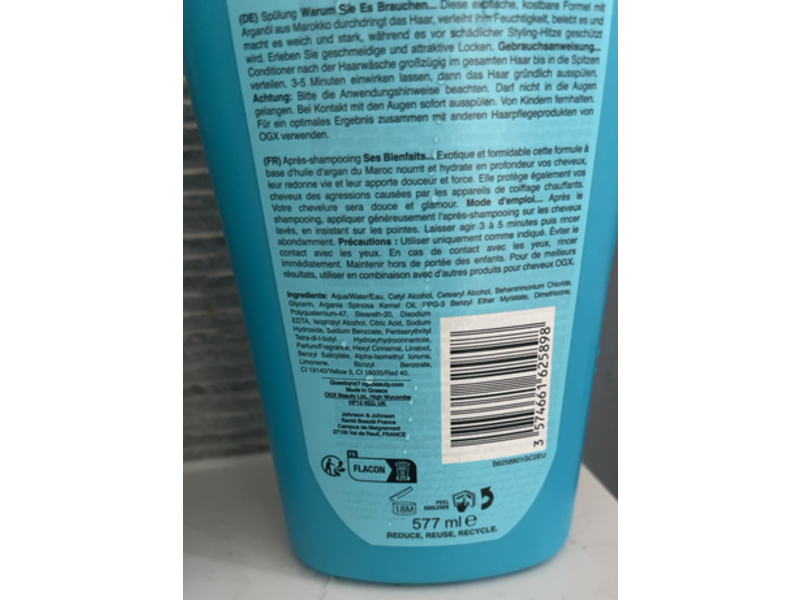 (DE) Spülung Warum Sie Es Brauchen... Diese exotische, kostbare Formel mit
Arganöl aus Marokko durchdringt das Haar, verleiht ihm Feuchtigkeit, belebt es und
macht es weich und stark, während es vor schädlicher Styling-Hitze geschützt
wird. Erleben Sie geschmeidige und attraktive Locken. Gebrauchsanweisung...
Conditioner nach der Haarwäsche großzügig im gesamten Haar bis in die Spitzen
verteilen. 3-5 Minuten einwirken lassen, dann das Haar gründlich ausspülen.
Achtung: Bitte die Anwendungshinweise beachten. Darf nicht in die Augen
gelangen. Bei Kontakt mit den Augen sofort ausspülen. Von Kindern fernhalten.
Für ein optimales Ergebnis zusammen mit anderen Haarpflegeprodukten von
OGX verwenden.
(FR) Après-shampooing Ses Bienfaits... Exotique et formidable cette formule à
base d'huile d'argan du Maroc nourrit et hydrate en profondeur vos cheveux,
leur redonne vie et leur apporte douceur et force. Elle protège également vos
cheveux des agressions causées par les appareils de coiffage chauffants.
Votre chevelure sera douce et glamour. Mode d'emploi... Après le
shampooing, appliquer généreusement l'après-shampooing sur les cheveux
lavés, en insistant sur les pointes. Laisser agir 3 à 5 minutes puis rincer
abondamment. Précautions : Utiliser uniquement comme indiqué. Éviter le
contact avec les yeux. En cas de contact avec les yeux, rincer
immédiatement. Maintenir hors de portée des enfants. Pour de meilleurs
résultats, utiliser en combinaison avec d'autres produits pour cheveux OGX.
Ingredients: Aqua/Water/Eau, Cetyl Alcohol, Cetearyl Alcohol, Behentrimonium Chloride,
Glycerin, Argania Spinosa Kernel Oil, PPG-3 Benzyl Ether Myristate, Dimethicone,
Polyquaternium-47, Steareth-20, Disodium
EDTA, Isopropyl Alcohol, Citric Acid, Sodium
Hydroxide, Sodium Benzoate, Pentaerythrityl
Tetra-di-t-butyl Hydroxyhydrocinnamate,
Parfum/Fragrance, Hexyl Cinnamal, Linalool,
Benzyl Salicylate, Alpha-Isomethyl Ionone,
Limonene, Benzyl Benzoate,
CI 19140/Yellow 5, CI 16035/Red 40.
Questions? ogxbeauty.com
Made in Greece
OGX Beauty Ltd, High Wycombe
HP12 4EG, UK
Johnson & Johnson
Santé Beauté France
Campus de Maigremont
27100 Val de Reuil, FRANCE
3 574661 625898
B6258901GC2EU
FR
FLACON
18M
PEEL
SOULEVER
577 ml e
REDUCE, REUSE, RECYCLE.